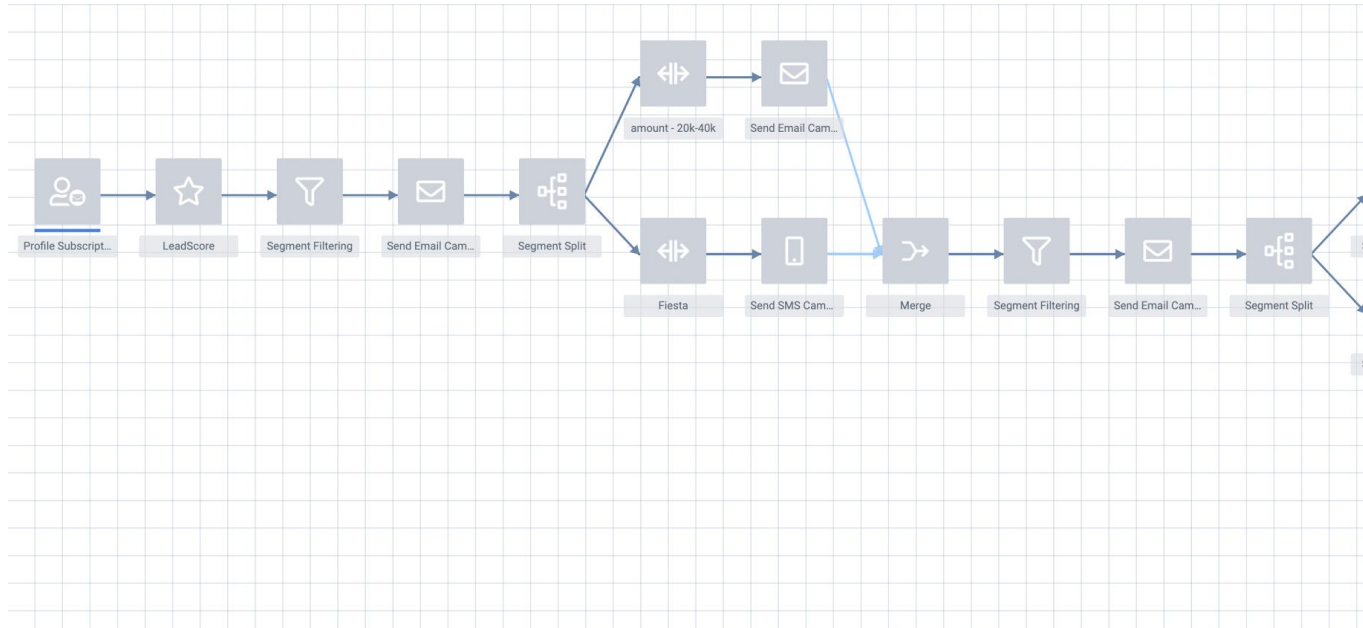 amount - 20k-40k
Send Email Cam...
Profile Subscript...
LeadScore
Segment Filtering
Send Email Cam...
Segment Split
Fiesta
Send SMS Cam...
Merge
Segment Filtering
Send Email Cam...
Segment Split